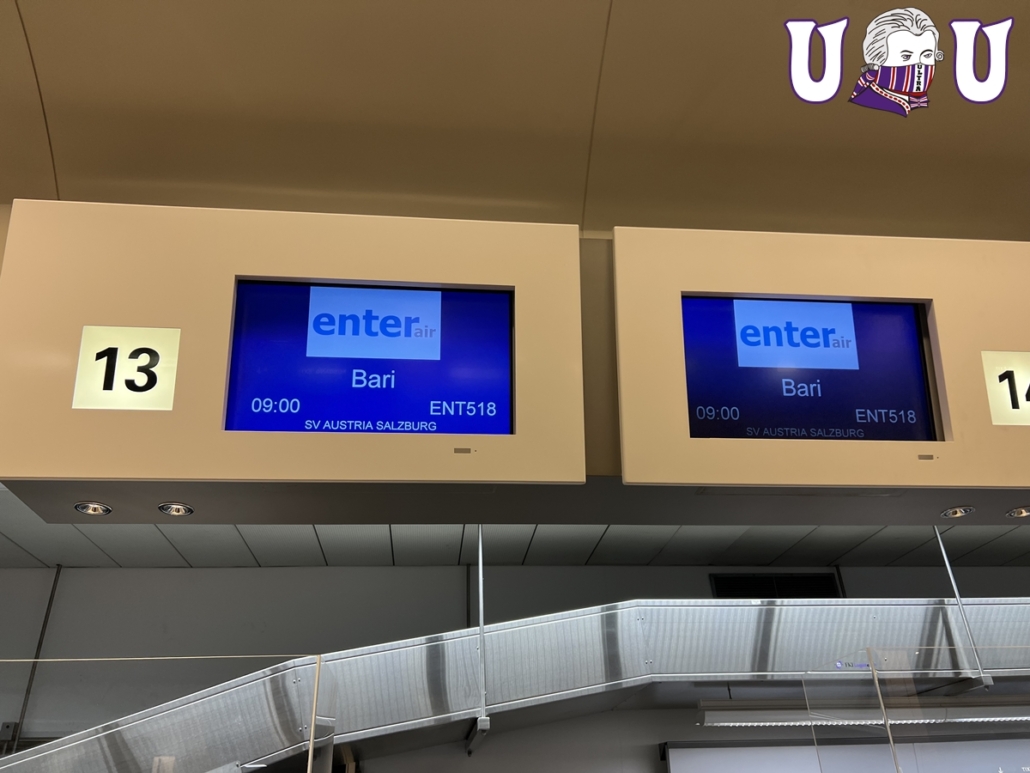 U U
ULTRA
13
enter air
Bari
09:00 ENT518
SV AUSTRIA SALZBURG
enter air
Bari
09:00 ENT518
SV AUSTRIA SALZBURG
14